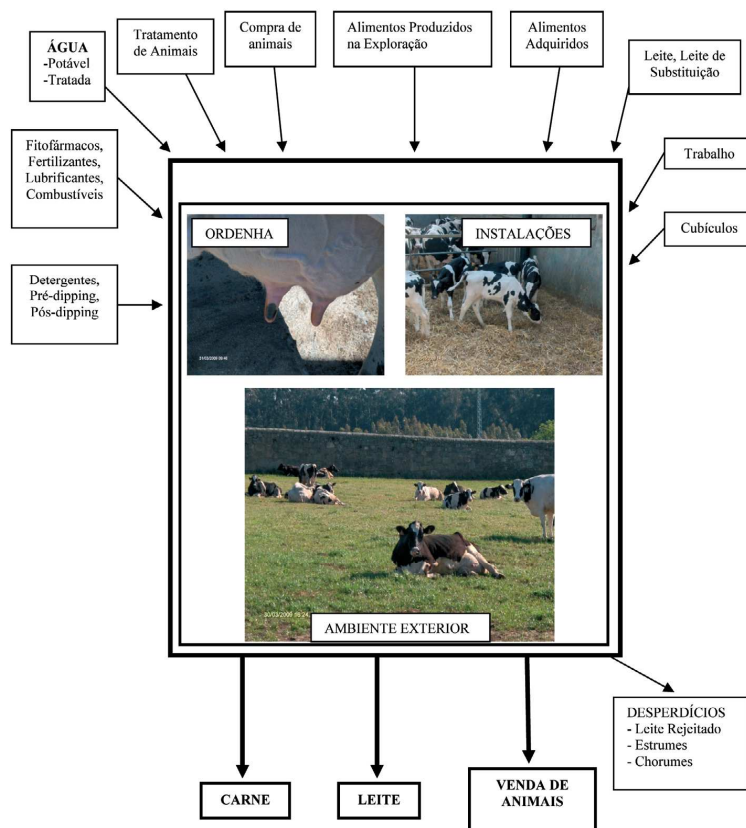 ÁGUA
-Potável
-Tratada
Tratamento
de Animais
Compra de
animais
Alimentos Produzidos
na Exploração
Alimentos
Adquiridos
Leite, Leite de
Substituição
Fitofármacos,
Fertilizantes,
Lubrificantes,
Combustíveis
Trabalho
Cubículos
Detergentes,
Pré-dipping,
Pós-dipping
ORDENHA
INSTALAÇÕES
AMBIENTE EXTERIOR
DESPERDÍCIOS
- Leite Rejeitado
- Estrumes
- Chorumes
CARNE
LEITE
VENDA DE
ANIMAIS